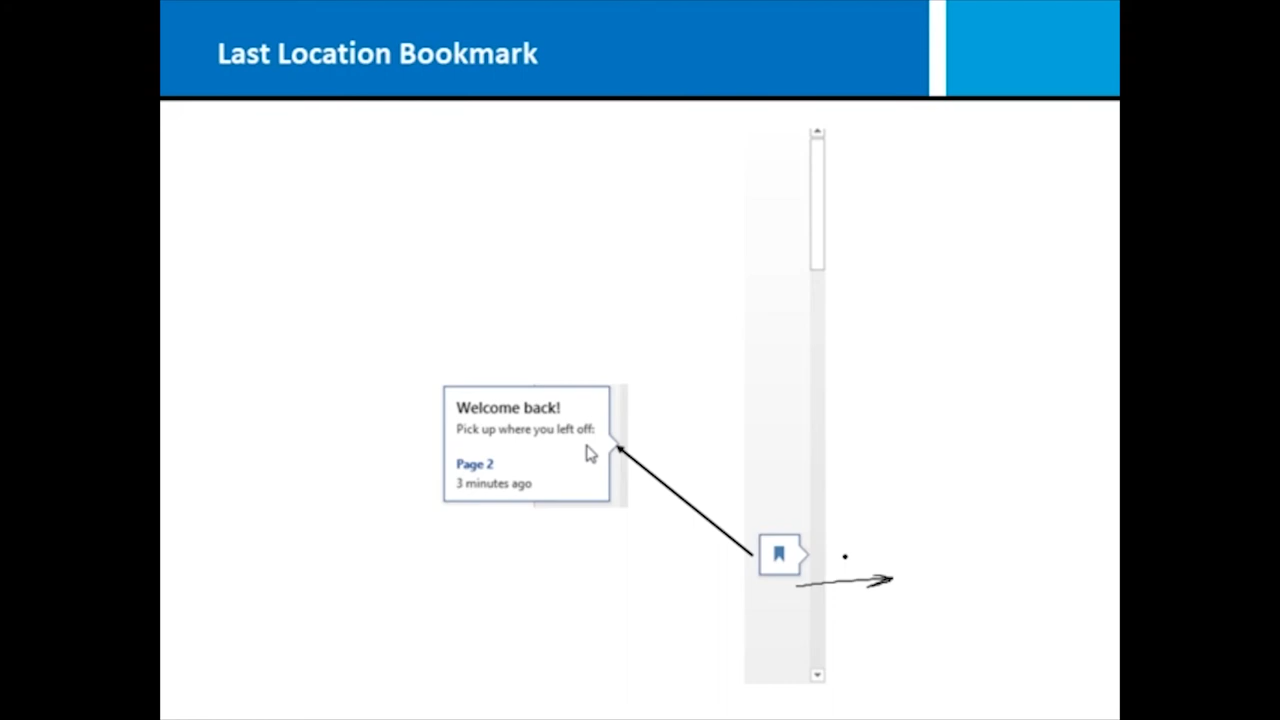 Last Location Bookmark
Welcome back!
Pick up where you left off:
Page 2
3 minutes ago